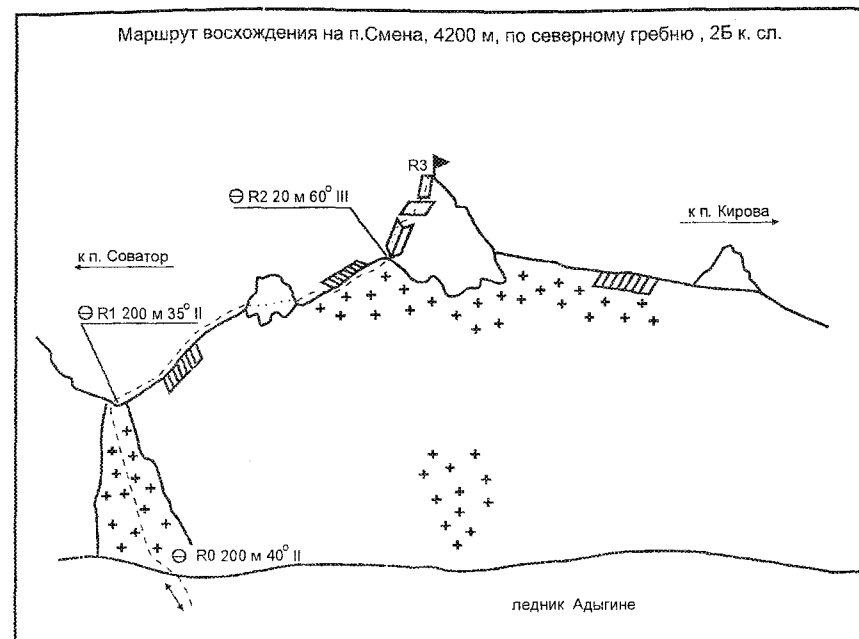 Маршрут восхождения на п.Смена, 4200 м, по северному гребню , 2Б к. сл.
R3
R2 20 м 60° III
к п. Кирова
к п. Соватор
R1 200 м 35° II
R0 200 м 40° II
ледник Адыгине